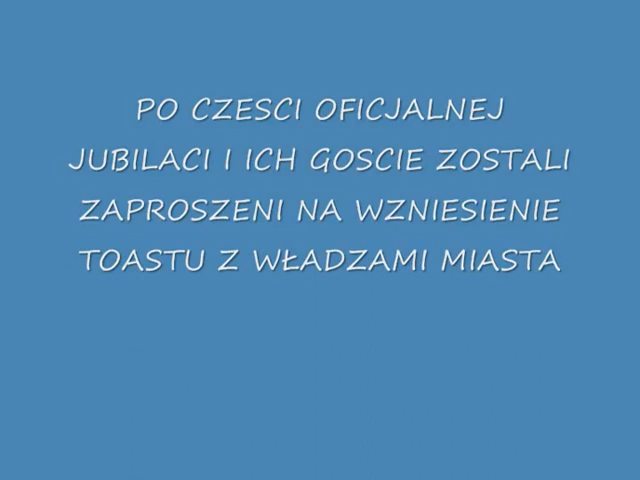 PO CZESCI OFICJALNEJ
JUBILACI I ICH GOSCIE ZOSTALI
ZAPROSZENI NA WZNIESIENIE
TOASTU Z WŁADZAMI MIASTA